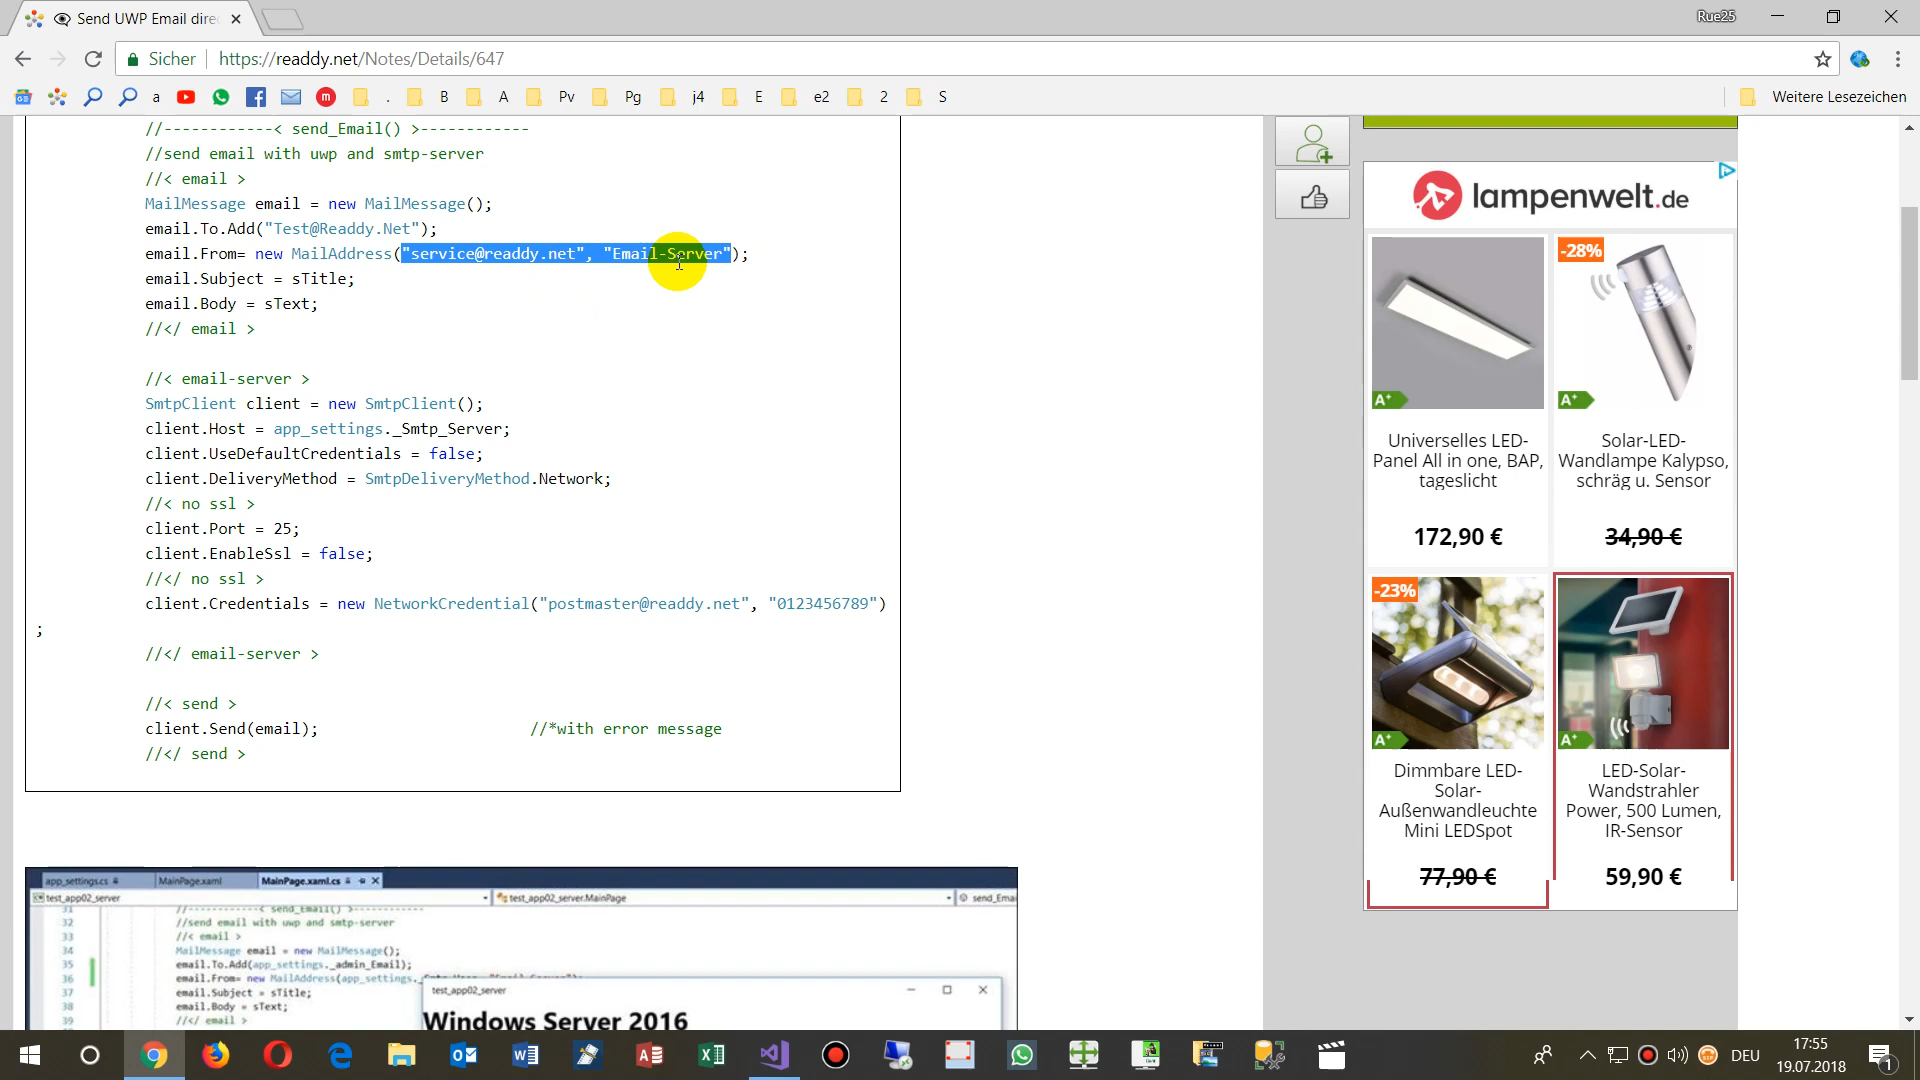 Send UWP Email dire
Rue25
Sicher
https://readdy.net/Notes/Details/647
a
.
B
A
Pv
Pg
j4
E
e2
2
S
Weitere Lesezeichen
//------------< send_Email() >------------
//send email with uwp and smtp-server
//< email >
MailMessage email = new MailMessage();
email.To.Add("Test@Readdy.Net");
email.From= new MailAddress("service@readdy.net", "Email-Server");
email.Subject = sTitle;
email.Body = sText;
//</ email >
//< email-server >
SmtpClient client = new SmtpClient();
client.Host = app_settings._Smtp_Server;
client.UseDefaultCredentials = false;
client.DeliveryMethod = SmtpDeliveryMethod.Network;
//< no ssl >
client.Port = 25;
client.EnableSsl = false;
//</ no ssl >
client.Credentials = new NetworkCredential("postmaster@readdy.net", "0123456789")
;
//</ email-server >
//< send >
client.Send(email); //*with error message
//</ send >
lampenwelt.de
A+
Universelles LED-
Panel All in one, BAP,
tageslicht
172,90 €
-28%
A+
Solar-LED-
Wandlampe Kalypso,
schräg u. Sensor
34,90 €
-23%
A+
Dimmbare LED-
Solar-
Außenwandleuchte
Mini LEDSpot
77,90 €
A+
LED-Solar-
Wandstrahler
Power, 500 Lumen,
IR-Sensor
59,90 €
app_settings.cs
MainPage.xaml
MainPage.xaml.cs
test_app02_server
test_app02_server.MainPage
send_Emai
31 //------------< send_Email() >------------
32 //send email with uwp and smtp-server
33 //< email >
34 MailMessage email = new MailMessage();
35 email.To.Add(app_settings._admin_Email);
36 email.From= new MailAddress(app_settings.
37 email.Subject = sTitle;
38 email.Body = sText;
39 //</ email >
test_app02_server
Windows Server 2016
DEU
17:55
19.07.2018
1